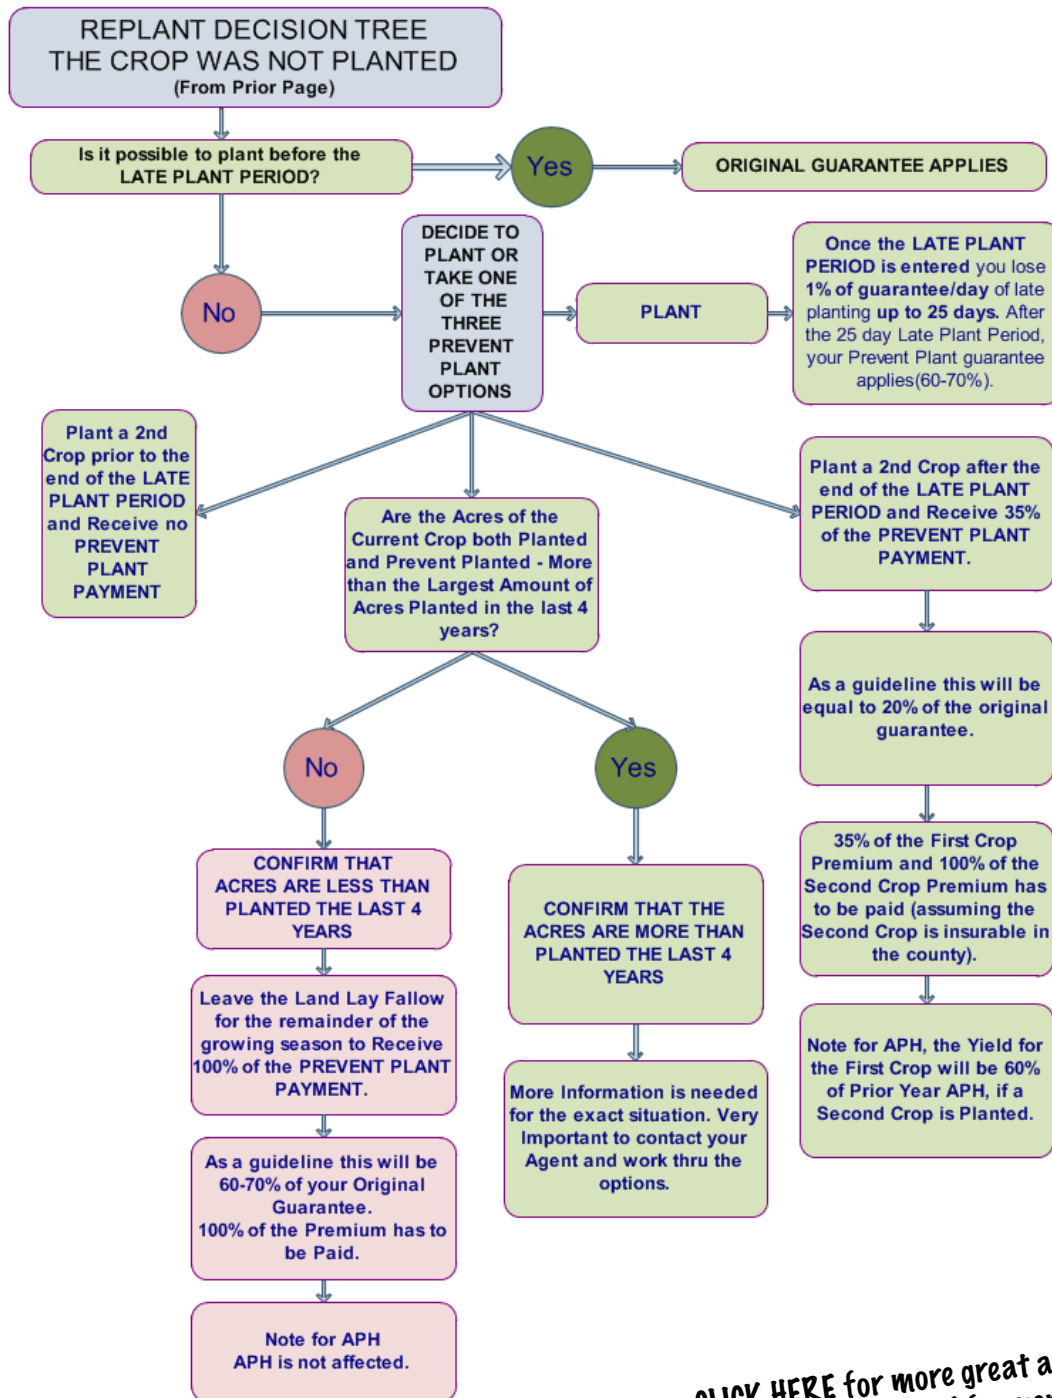 REPLANT DECISION TREE
THE CROP WAS NOT PLANTED
(From Prior Page)
Is it possible to plant before the
LATE PLANT PERIOD?
Yes
ORIGINAL GUARANTEE APPLIES
No
DECIDE TO
PLANT OR
TAKE ONE
OF THE
THREE
PREVENT
PLANT
OPTIONS
PLANT
Once the LATE PLANT
PERIOD is entered you lose
1% of guarantee/day of late
planting up to 25 days. After
the 25 day Late Plant Period,
your Prevent Plant guarantee
applies(60-70%).
Plant a 2nd
Crop prior to the
end of the LATE
PLANT PERIOD
and Receive no
PREVENT
PLANT
PAYMENT
Are the Acres of the
Current Crop both Planted
and Prevent Planted - More
than the Largest Amount of
Acres Planted in the last 4
years?
No
CONFIRM THAT
ACRES ARE LESS THAN
PLANTED THE LAST 4
YEARS
Leave the Land Lay Fallow
for the remainder of the
growing season to Receive
100% of the PREVENT PLANT
PAYMENT.
As a guideline this will be
60-70% of your Original
Guarantee.
100% of the Premium has to
be Paid.
Note for APH
APH is not affected.
Yes
CONFIRM THAT THE
ACRES ARE MORE THAN
PLANTED THE LAST 4
YEARS
More Information is needed
for the exact situation. Very
Important to contact your
Agent and work thru the
options.
Plant a 2nd Crop after the
end of the LATE PLANT
PERIOD and Receive 35%
of the PREVENT PLANT
PAYMENT.
As a guideline this will be
equal to 20% of the original
guarantee.
35% of the First Crop
Premium and 100% of the
Second Crop Premium has
to be paid (assuming the
Second Crop is insurable in
the county).
Note for APH, the Yield for
the First Crop will be 60%
of Prior Year APH, if a
Second Crop is Planted.
CLICK HERE for more great a